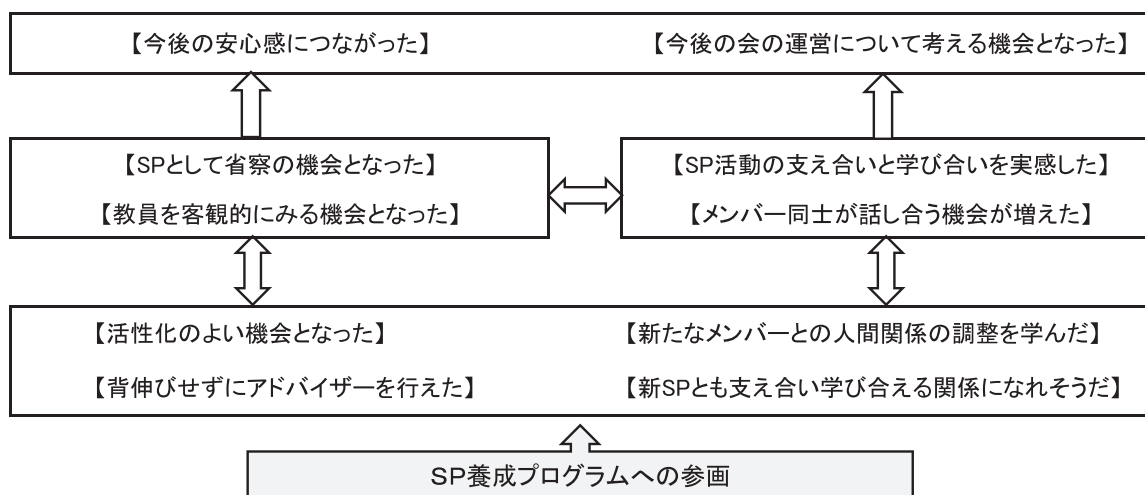 【今後の安心感につながった】 【今後の会の運営について考える機会となった】
【SPとして省察の機会となった】
【教員を客観的にみる機会となった】
【SP活動の支え合いと学び合いを実感した】
【メンバー同士が話し合う機会が増えた】
【活性化のよい機会となった】 【新たなメンバーとの人間関係の調整を学んだ】
【背伸びせずにアドバイザーを行えた】 【新SPとも支え合い学び合える関係になれそうだ】
SP養成プログラムへの参画